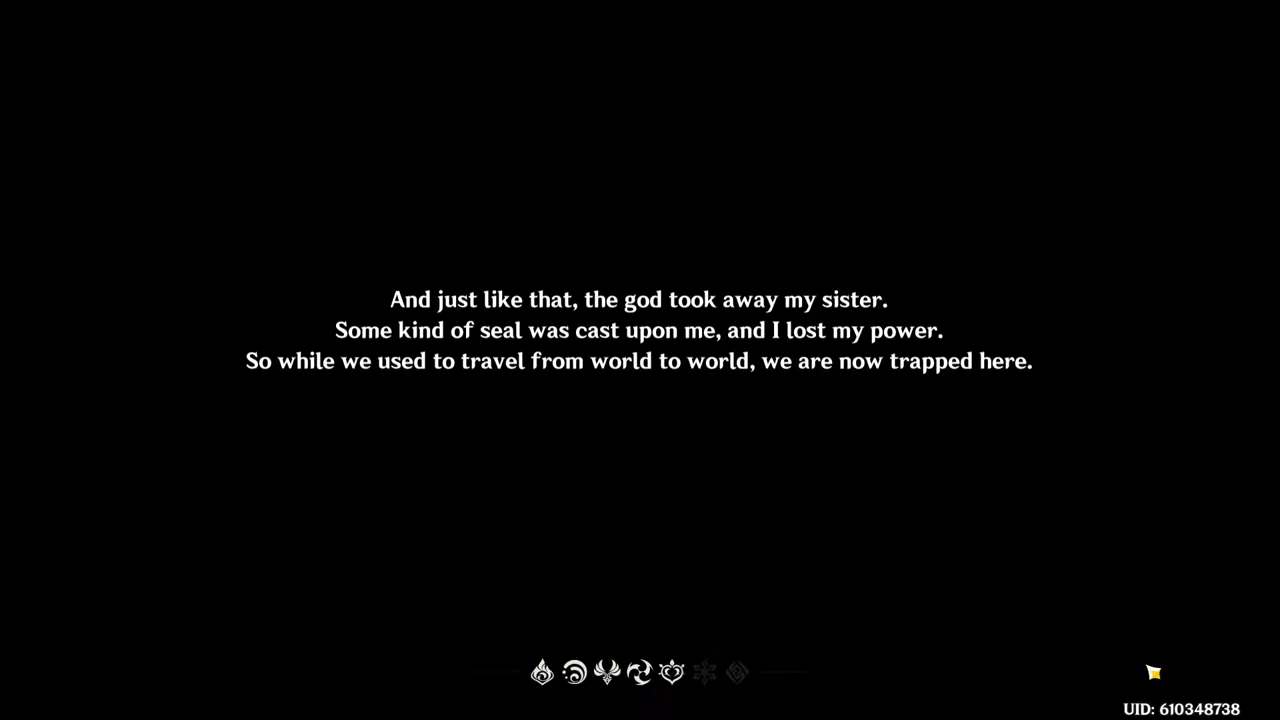 And just like that, the god took away my sister.
Some kind of seal was cast upon me, and I lost my power.
So while we used to travel from world to world, we are now trapped here.
UID: 610348738